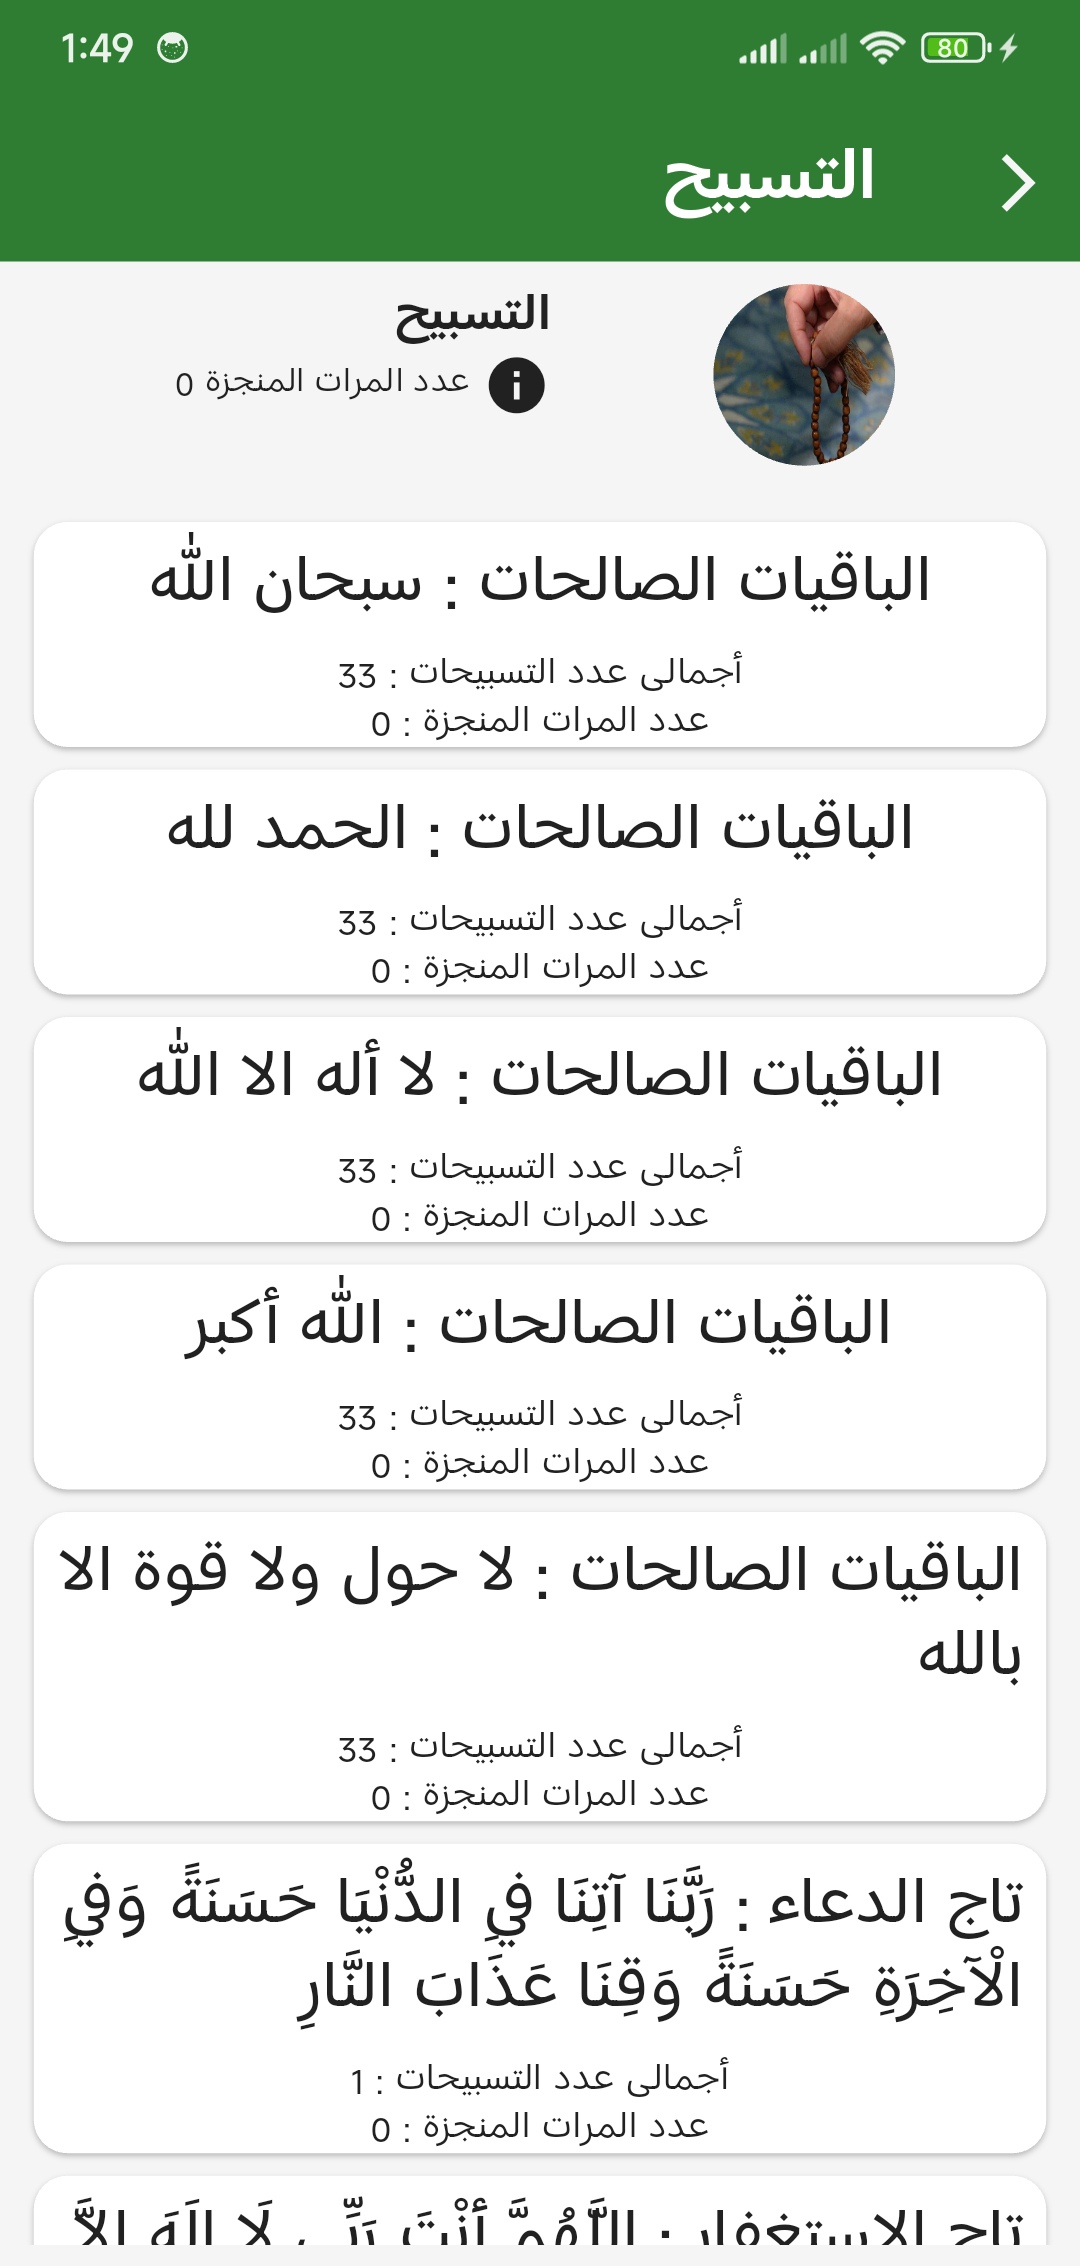 1:49
80
التسبيح
التسبيح
عدد المرات المنجزة 0
الباقيات الصالحات : سبحان الله
أجمالى عدد التسبيحات : 33
عدد المرات المنجزة : 0
الباقيات الصالحات : الحمد لله
أجمالى عدد التسبيحات : 33
عدد المرات المنجزة : 0
الباقيات الصالحات : لا أله الا الله
أجمالى عدد التسبيحات : 33
عدد المرات المنجزة : 0
الباقيات الصالحات : الله أكبر
أجمالى عدد التسبيحات : 33
عدد المرات المنجزة : 0
الباقيات الصالحات : لا حول ولا قوة الا
بالله
أجمالى عدد التسبيحات : 33
عدد المرات المنجزة : 0
تاج الدعاء : رَبَّنَا آتِنَا فِي الدُّنْيَا حَسَنَةً وَفِي
الْآخِرَةِ حَسَنَةً وَقِنَا عَذَابَ النَّارِ
أجمالى عدد التسبيحات : 1
عدد المرات المنجزة : 0
تاج الاستغفار : اللَّهُمَّ أَنْتَ رَبِّي لَا إِلَهَ إِلَّا